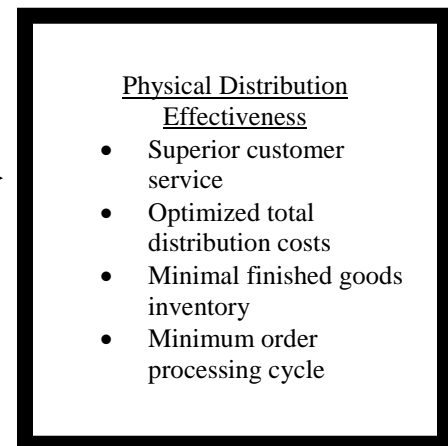 Physical Distribution
Effectiveness
• Superior customer
service
• Optimized total
distribution costs
• Minimal finished goods
inventory
• Minimum order
processing cycle